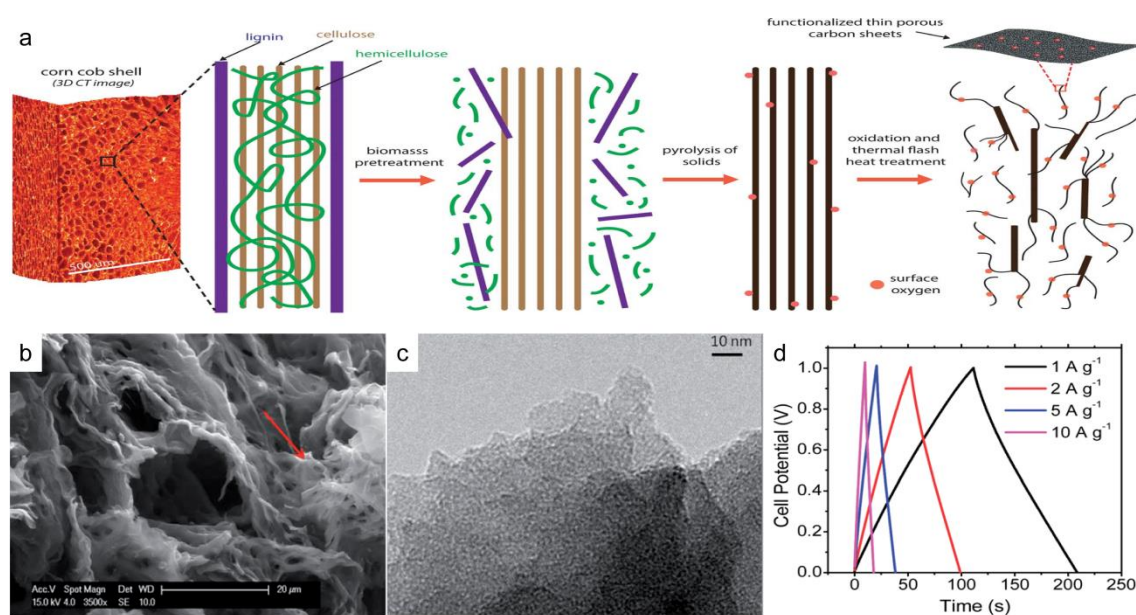 a
lignin
cellulose
hemicellulose
functionalized thin porous
carbon sheets
corn cob shell
(3D CT image)
500 um
biomasss
pretreatment
pyrolysis of
solids
oxidation and
thermal flash
heat treatment
surface
oxygen
b
Acc.V Spot Magn Det WD
15.0 kV 4.0 3500x SE 10.0
20 µm
c
10 nm
d
1 A g⁻¹
2 A g⁻¹
5 A g⁻¹
10 A g⁻¹
Cell Potential (V)
1.0
0.8
0.6
0.4
0.2
0.0
0 50 100 150 200 250
Time (s)